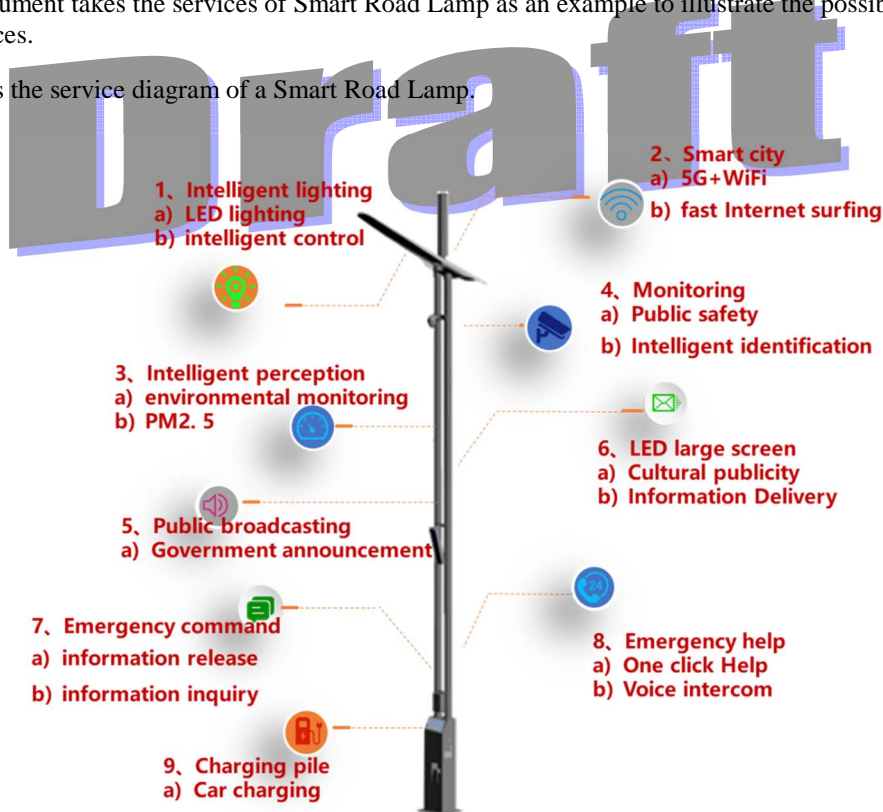 ument takes the services of Smart Road Lamp as an example to illustrate the possib
ces.
s the service diagram of a Smart Road Lamp.
Draft
1、Intelligent lighting
a) LED lighting
b) intelligent control
2、Smart city
a) 5G+WiFi
b) fast Internet surfing
3、Intelligent perception
a) environmental monitoring
b) PM2. 5
4、Monitoring
a) Public safety
b) Intelligent identification
5、Public broadcasting
a) Government announcement
6、LED large screen
a) Cultural publicity
b) Information Delivery
7、Emergency command
a) information release
b) information inquiry
24
8、Emergency help
a) One click Help
b) Voice intercom
9、Charging pile
a) Car charging